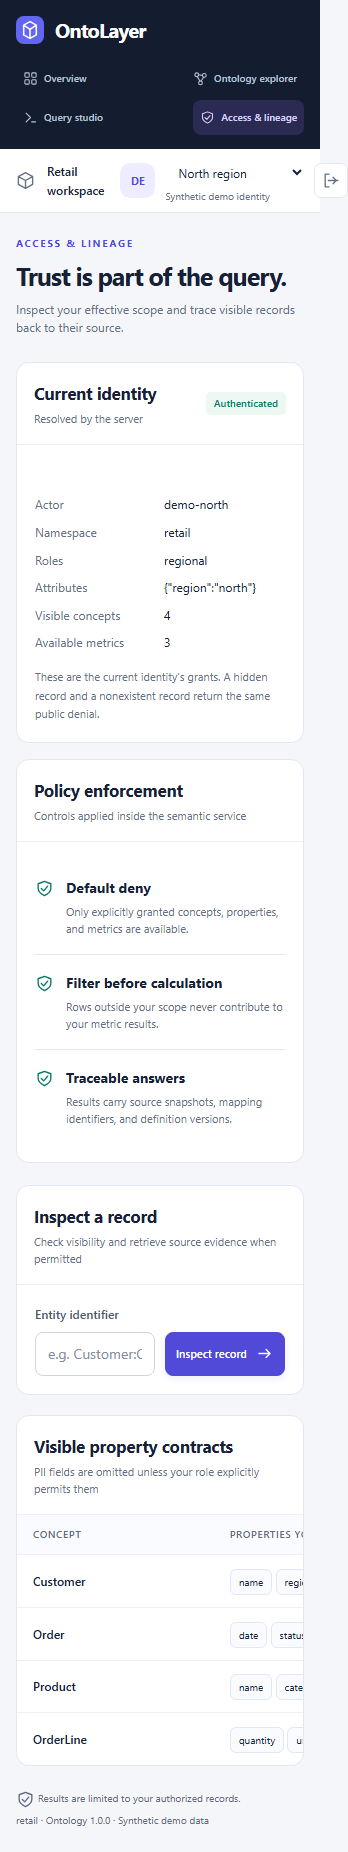 OntoLayer
Overview
Ontology explorer
Query studio
Access & lineage
Retail
workspace
DE
North region
Synthetic demo identity
ACCESS & LINEAGE
Trust is part of the query.
Inspect your effective scope and trace visible records
back to their source.
Current identity
Resolved by the server
Authenticated
Actor demo-north
Namespace retail
Roles regional
Attributes {"region":"north"}
Visible concepts 4
Available metrics 3
These are the current identity's grants. A hidden
record and a nonexistent record return the same
public denial.
Policy enforcement
Controls applied inside the semantic service
Default deny
Only explicitly granted concepts, properties,
and metrics are available.
Filter before calculation
Rows outside your scope never contribute to
your metric results.
Traceable answers
Results carry source snapshots, mapping
identifiers, and definition versions.
Inspect a record
Check visibility and retrieve source evidence when
permitted
Entity identifier
e.g. Customer:
Inspect record
Visible property contracts
PII fields are omitted unless your role explicitly
permits them
CONCEPT PROPERTIES
Customer name
Order date status
Product name
OrderLine quantity
Results are limited to your authorized records.
retail · Ontology 1.0.0 · Synthetic demo data